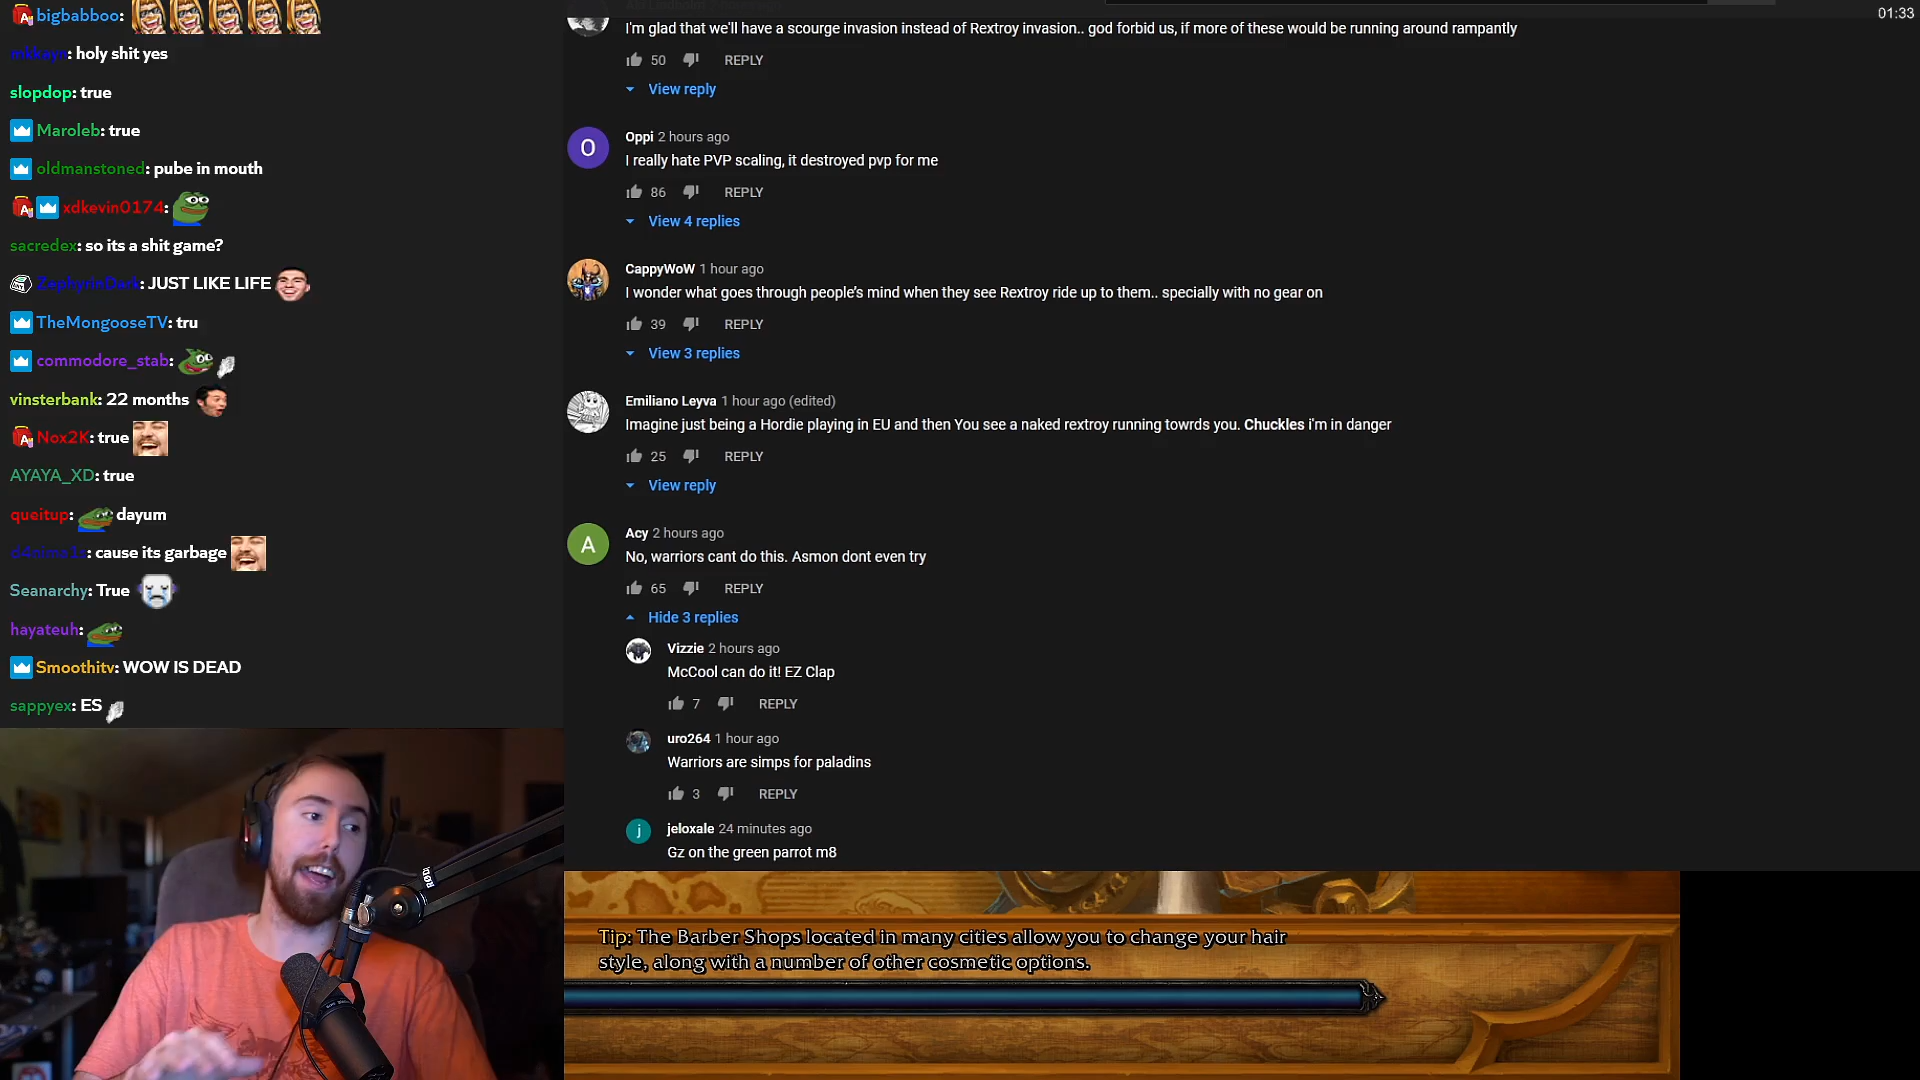 bigbabboo:
mkkayn: holy shit yes
slopdop: true
Maroleb: true
oldmanstoned: pube in mouth
xdkevin0174:
sacredex: so its a shit game?
ZephyrinDark: JUST LIKE LIFE
TheMongooseTV: tru
commodore_stab:
vinsterbank: 22 months
Nox2K: true
AYAYA_XD: true
queitup: dayum
cause its garbage
Seanarchy: True
hayateuh:
Smoothitv: WOW IS DEAD
sappyex: ES
01:33
I'm glad that we'll have a scourge invasion instead of Rextroy invasion.. god forbid us, if more of these would be running around rampantly
50 REPLY
View reply
O
Oppi 2 hours ago
I really hate PVP scaling, it destroyed pvp for me
86 REPLY
View 4 replies
CappyWoW 1 hour ago
I wonder what goes through people's mind when they see Rextroy ride up to them.. specially with no gear on
39 REPLY
View 3 replies
Emiliano Leyva 1 hour ago (edited)
Imagine just being a Hordie playing in EU and then You see a naked rextroy running towrds you. Chuckles i'm in danger
25 REPLY
View reply
A
Acy 2 hours ago
No, warriors cant do this. Asmon dont even try
65 REPLY
Hide 3 replies
Vizzie 2 hours ago
McCool can do it! EZ Clap
7 REPLY
uro264 1 hour ago
Warriors are simps for paladins
3 REPLY
j
jeloxale 24 minutes ago
Gz on the green parrot m8
RØDE
Tip: The Barber Shops located in many cities allow you to change your hair
style, along with a number of other cosmetic options.